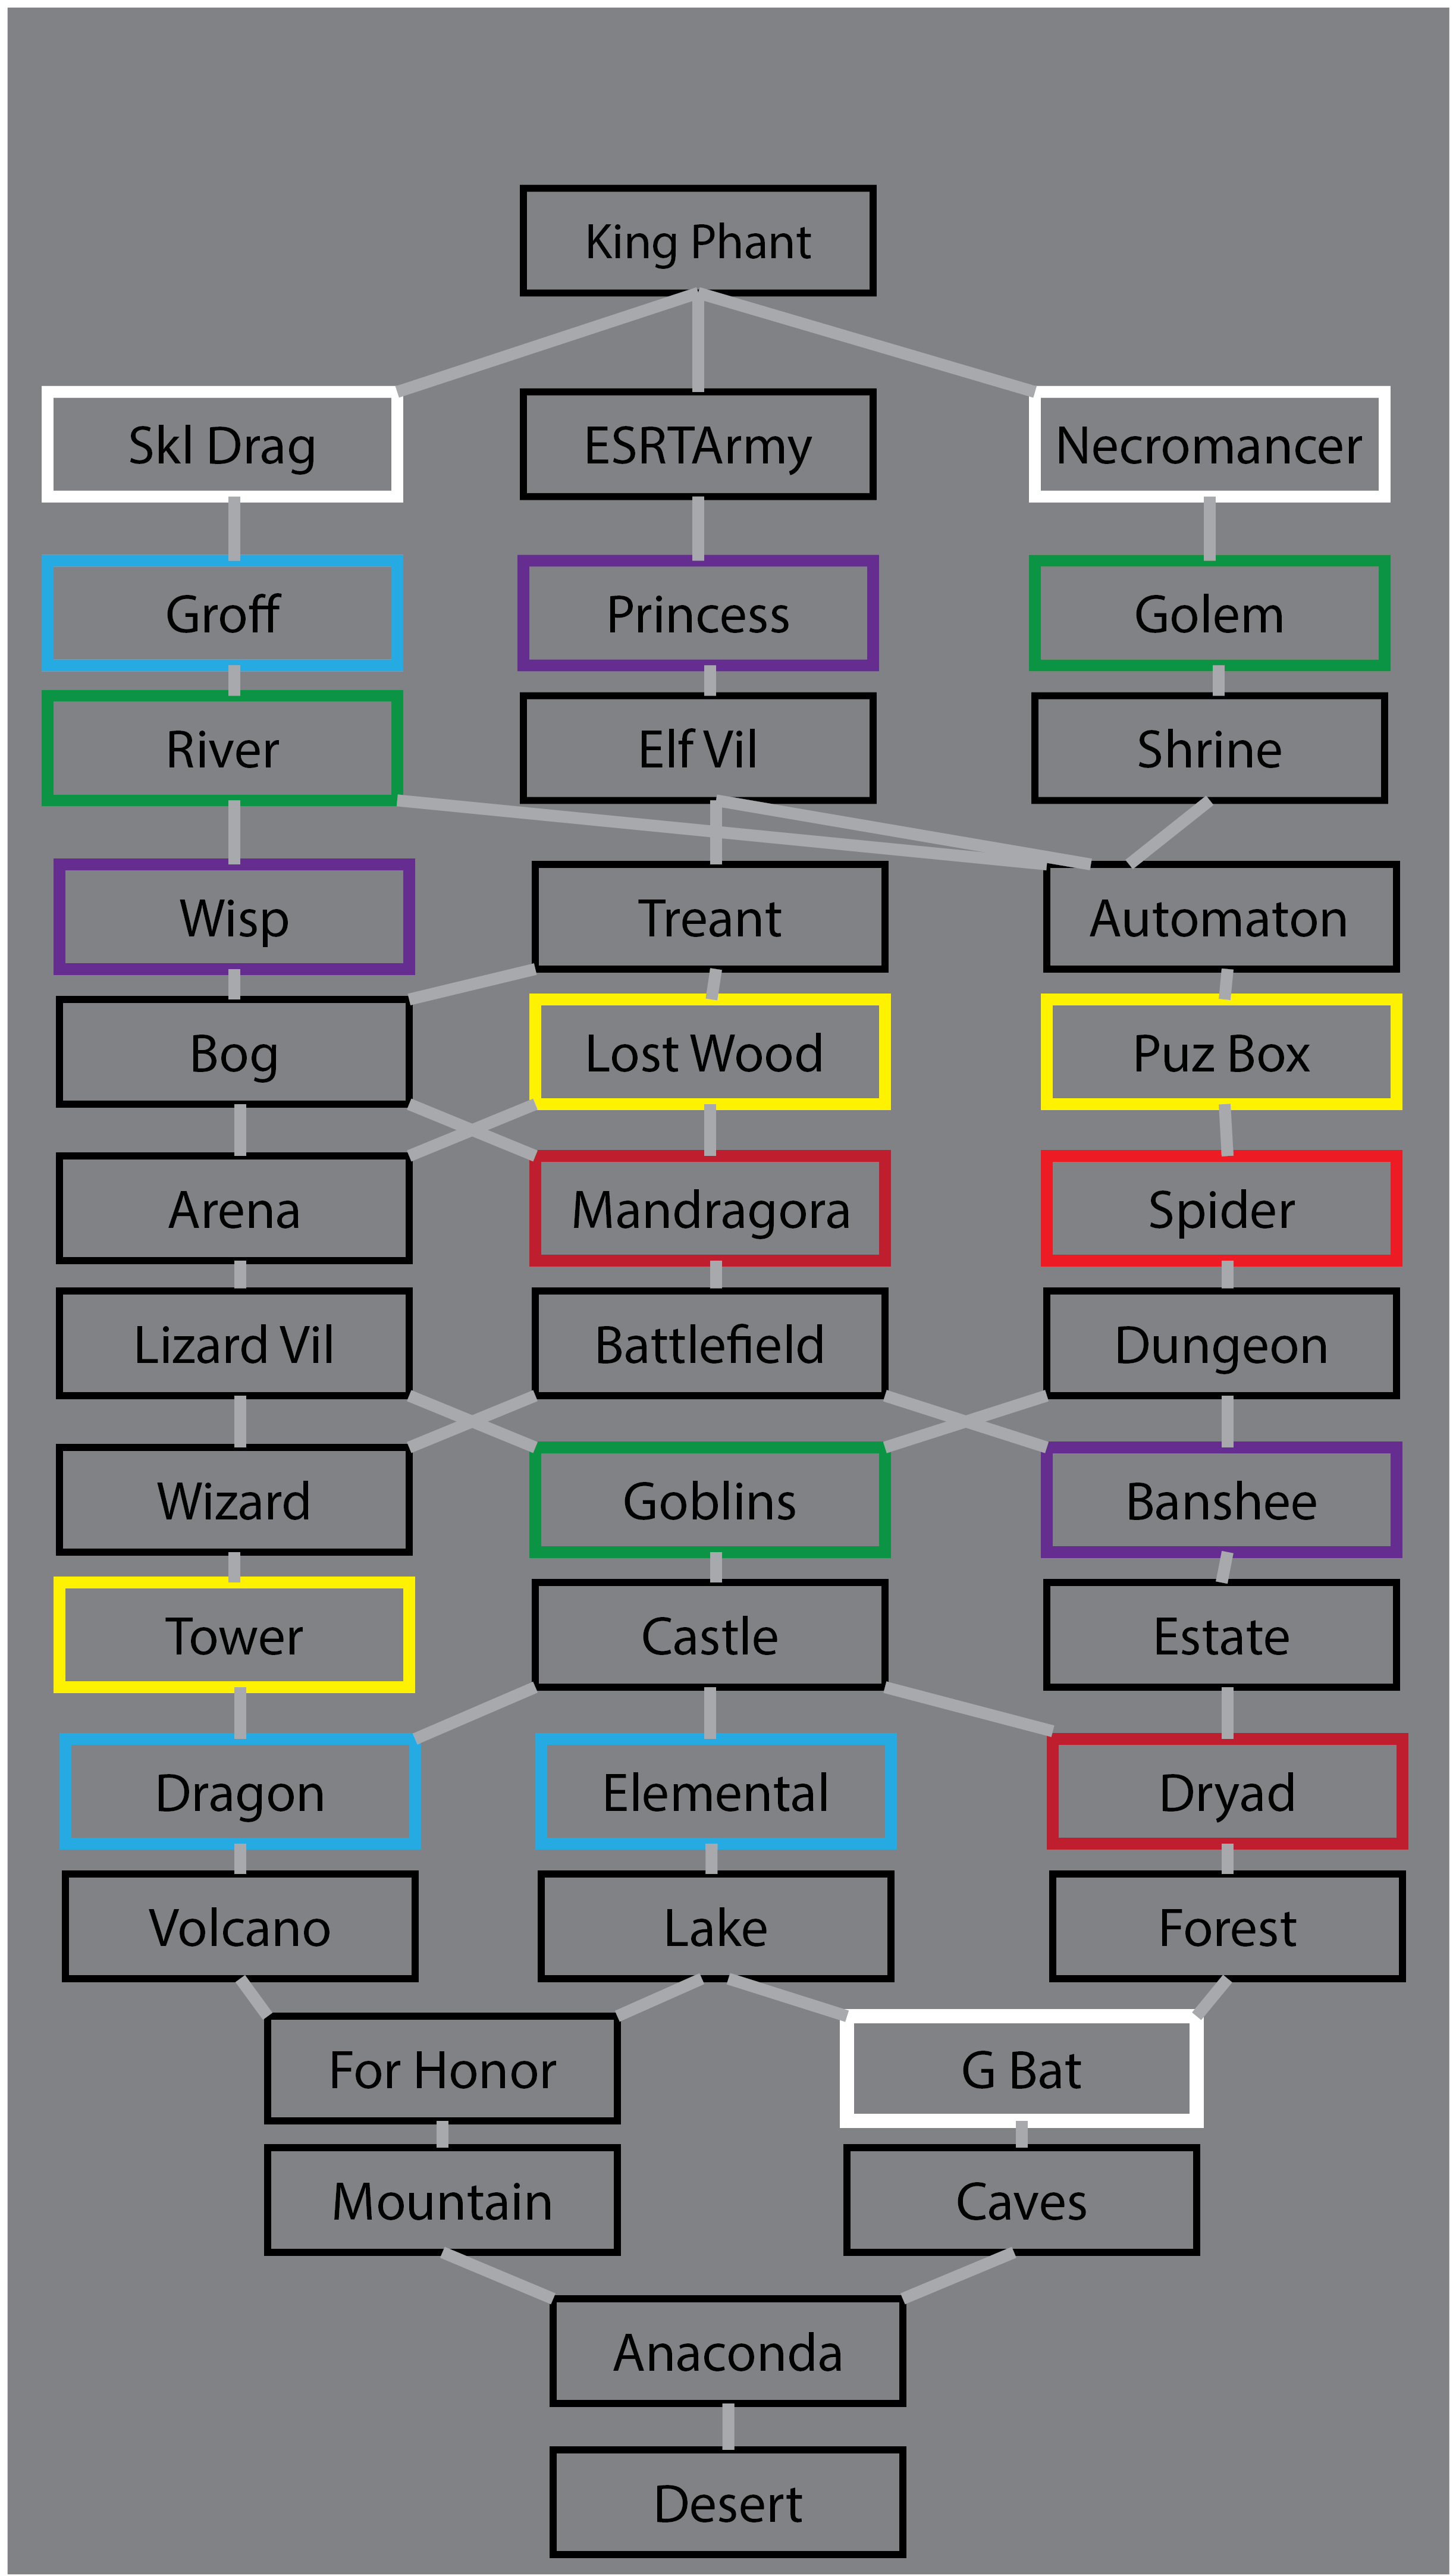 King Phant
Skl Drag
ESRTArmy
Necromancer
Groff
Princess
Golem
River
Elf Vil
Shrine
Wisp
Treant
Automaton
Bog
Lost Wood
Puz Box
Arena
Mandragora
Spider
Lizard Vil
Battlefield
Dungeon
Wizard
Goblins
Banshee
Tower
Castle
Estate
Dragon
Elemental
Dryad
Volcano
Lake
Forest
For Honor
G Bat
Mountain
Caves
Anaconda
Desert